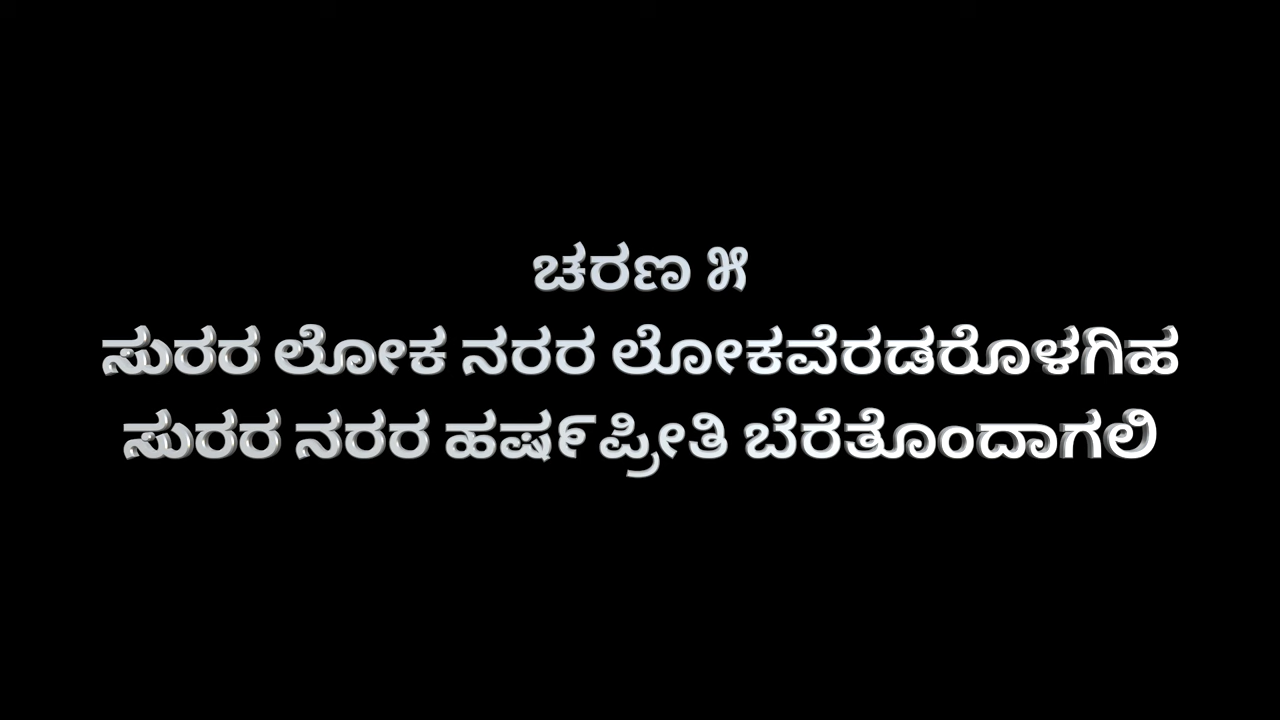 ಚರಣ ೫
ಸುರರ ಲೋಕ ನರರ ಲೋಕವೆರಡರೊಳಗಿಹ
ಸುರರ ನರರ ಹರ್ಷಪ್ರೀತಿ ಬೆರೆತೊಂದಾಗಲಿ